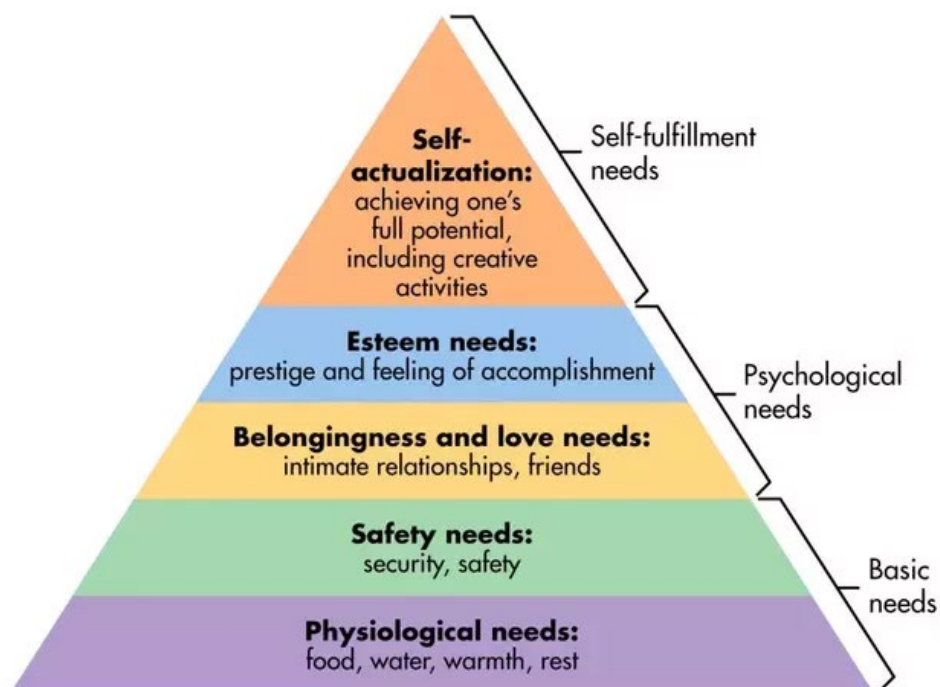 Self-
actualization:
achieving one's
full potential,
including creative
activities
Self-fulfillment
needs
Esteem needs:
prestige and feeling of accomplishment
Psychological
needs
Belongingness and love needs:
intimate relationships, friends
Safety needs:
security, safety
Basic
needs
Physiological needs:
food, water, warmth, rest